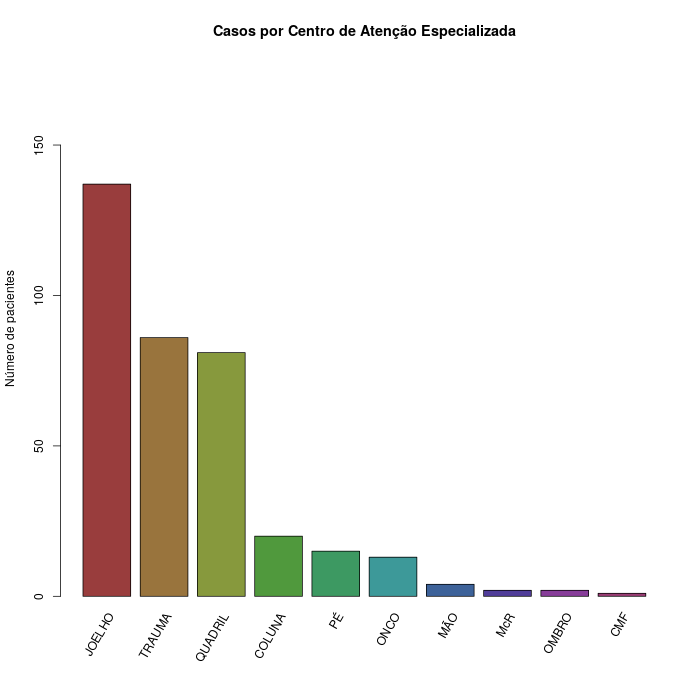 Casos por Centro de Atenção Especializada
Número de pacientes
150
100
50
0
JOELHO
TRAUMA
QUADRIL
COLUNA
PÉ
ONCO
MÃO
McR
OMBRO
CMF